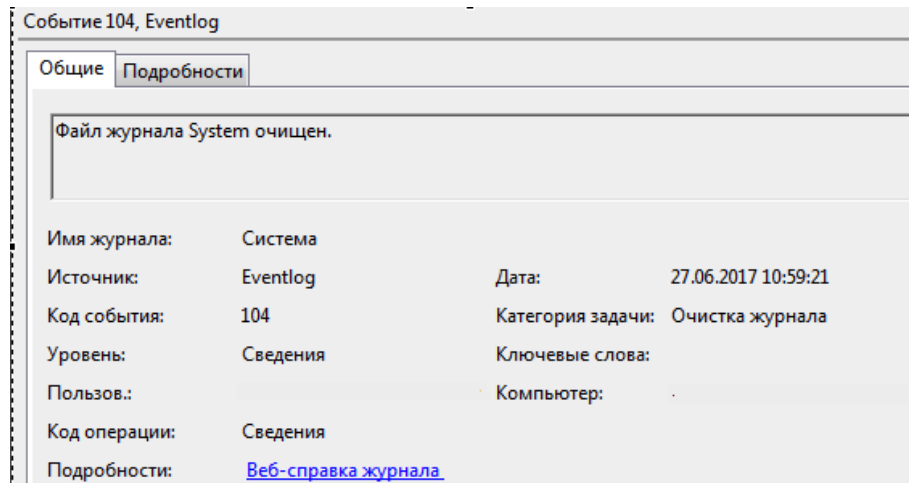 Событие 104, Eventlog
Общие Подробности
Файл журнала System очищен.
Имя журнала: Система
Источник: Eventlog Дата: 27.06.2017 10:59:21
Код события: 104 Категория задачи: Очистка журнала
Уровень: Сведения Ключевые слова:
Пользов.: Компьютер:
Код операции: Сведения
Подробности: Веб-справка журнала